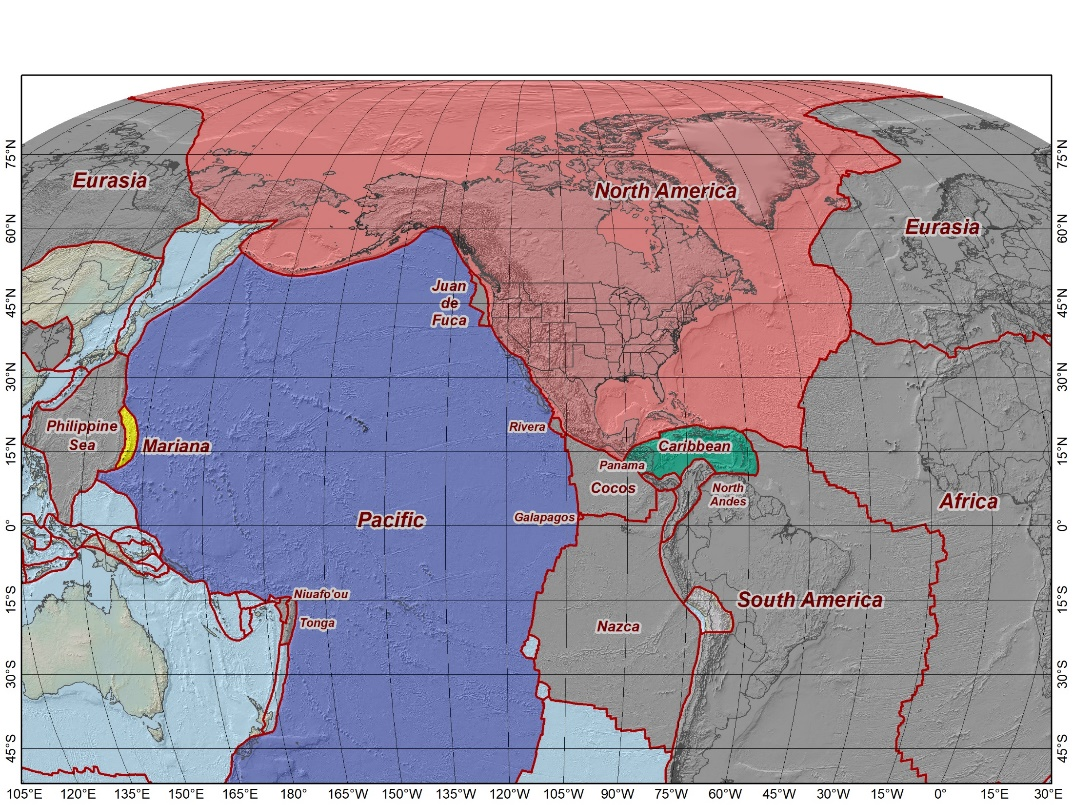 75°N
60°N
45°N
30°N
15°N
0°
15°S
30°S
45°S
Eurasia
North America
Eurasia
Juan
de
Fuca
Rivera
Philippine
Sea
Mariana
Caribbean
Panama
Cocos
North
Andes
Africa
Galapagos
Pacific
Niuafo'ou
Tonga
South America
Nazca
75°N
60°N
45°N
30°N
15°N
0°
15°S
30°S
45°S
105°E 120°E 135°E 150°E 165°E 180° 165°W 150°W 135°W 120°W 105°W 90°W 75°W 60°W 45°W 30°W 15°W 0° 15°E 30°E